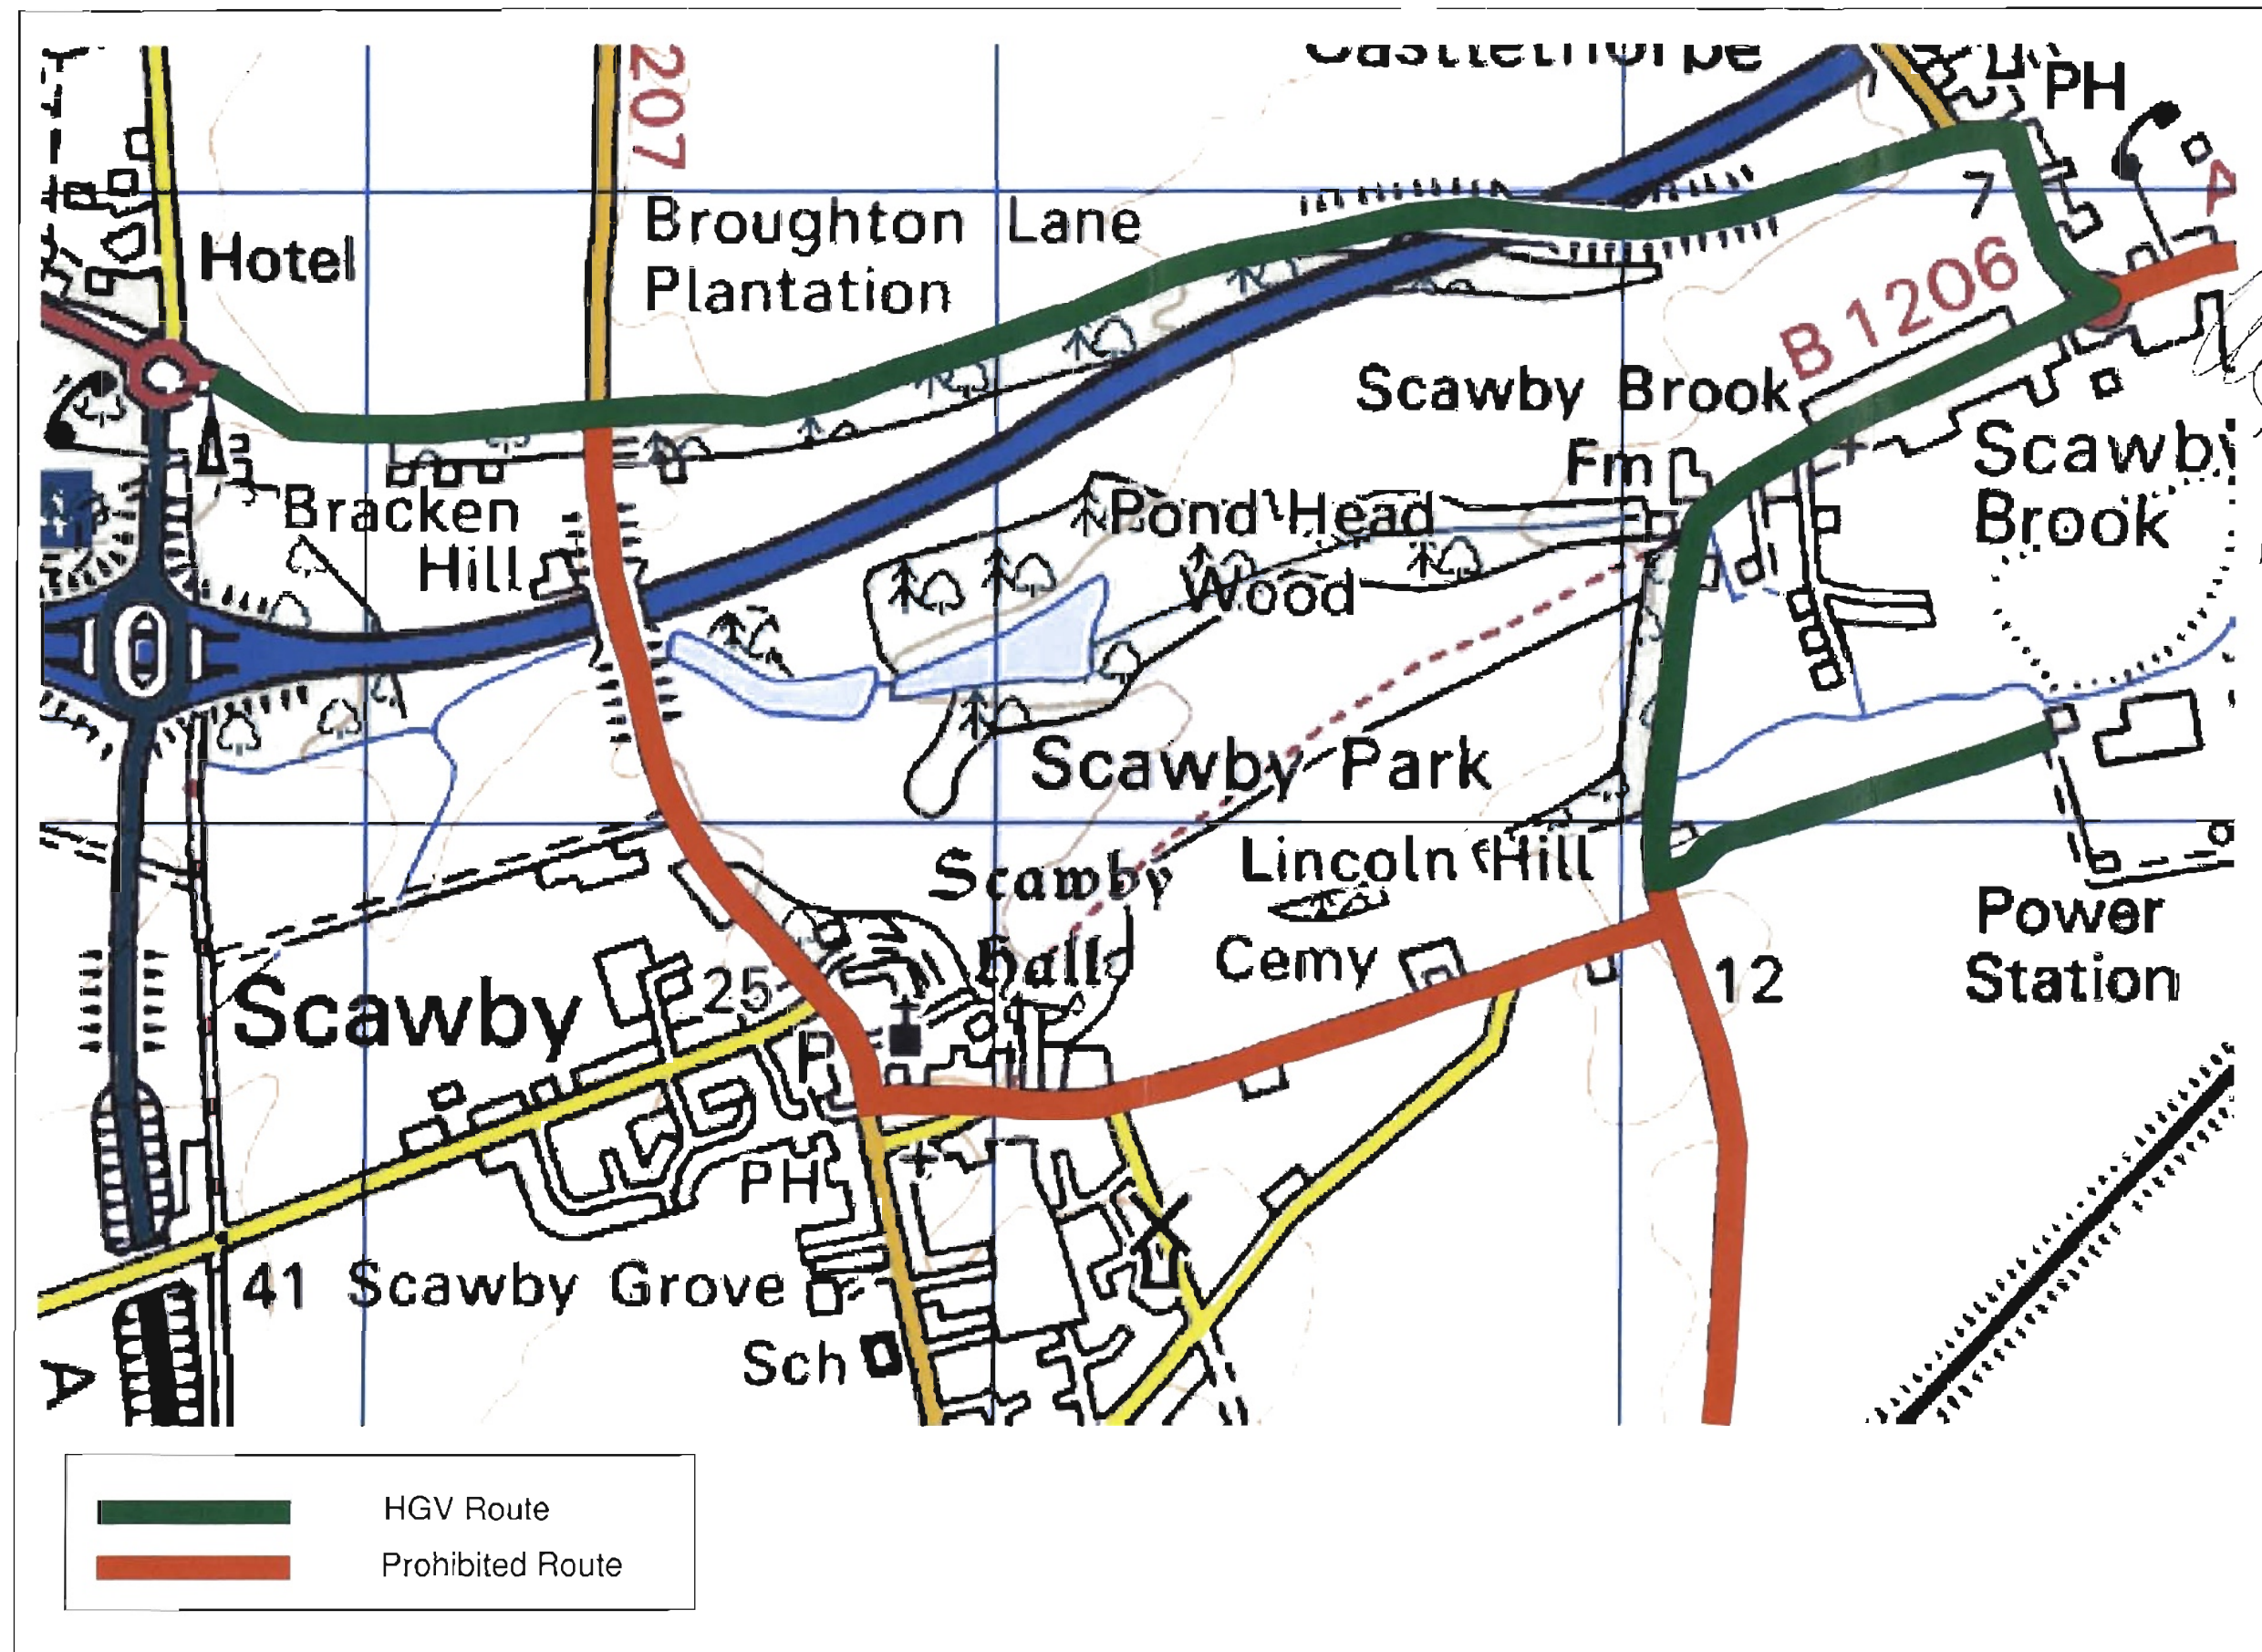 207
PH
A
Hotel
Broughton Lane
Plantation
7
B 1206
Scawby Brook
Fm
Scawby
Brook
Bracken
Hill
Pond Head
Wood
Scawby Park
Lincoln Hill
Scawby
Hall
Cemy
Power
Station
12
Scawby
25
P
PH
41
Scawby Grove
Sch
A
HGV Route
Prohibited Route